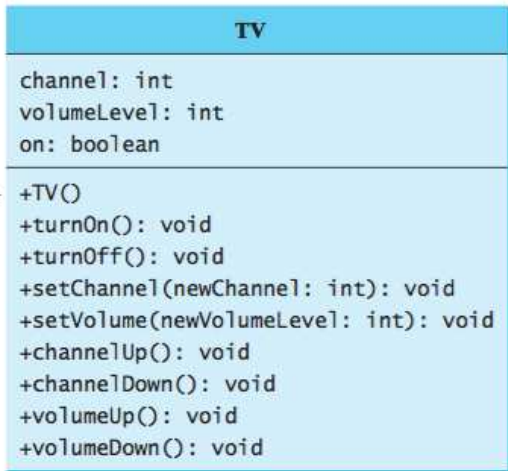 TV
channel: int
volumeLevel: int
on: boolean
+TV()
+turnOn(): void
+turnOff(): void
+setChannel(newChannel: int): void
+setVolume(newVolumeLevel: int): void
+channelUp(): void
+channelDown(): void
+volumeUp(): void
+volumeDown(): void